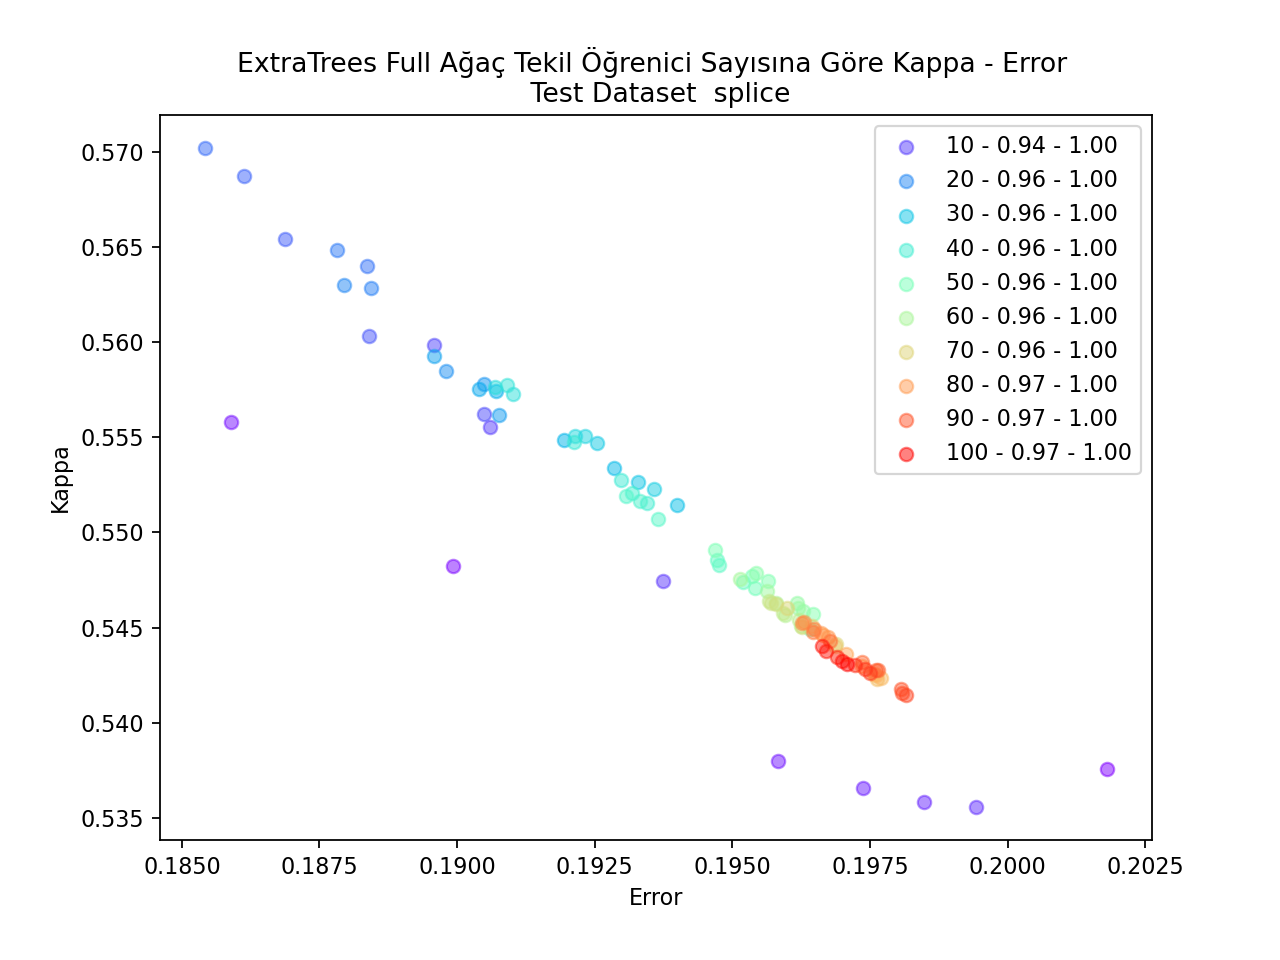 ExtraTrees Full Ağaç Tekil Öğrenici Sayısına Göre Kappa - Error
Test Dataset  splice
10 - 0.94 - 1.00
20 - 0.96 - 1.00
30 - 0.96 - 1.00
40 - 0.96 - 1.00
50 - 0.96 - 1.00
60 - 0.96 - 1.00
70 - 0.96 - 1.00
80 - 0.97 - 1.00
90 - 0.97 - 1.00
100 - 0.97 - 1.00
Kappa
0.570
0.565
0.560
0.555
0.550
0.545
0.540
0.535
0.1850 0.1875 0.1900 0.1925 0.1950 0.1975 0.2000 0.2025
Error